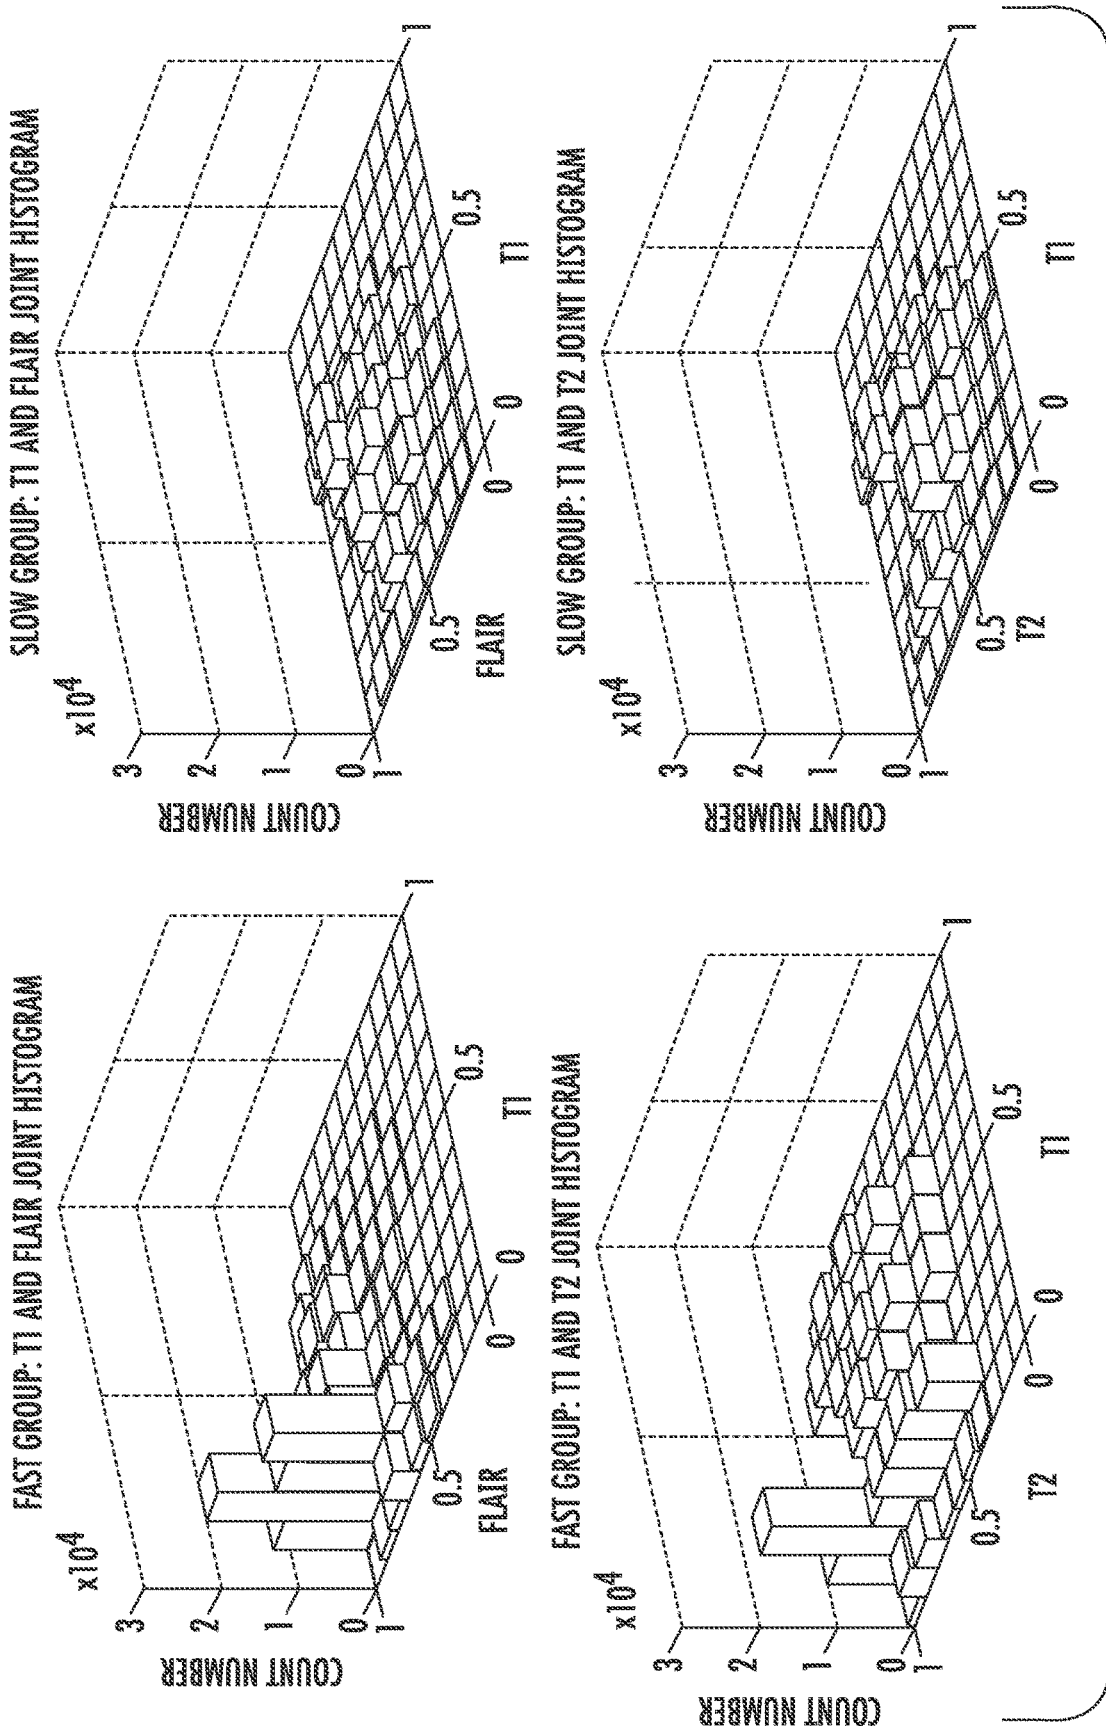 FAST GROUP: T1 AND FLAIR JOINT HISTOGRAM
x10^4
3
2
1
0
COUNT NUMBER
1
0.5
0
FLAIR
0
0.5
1
T1
SLOW GROUP: T1 AND FLAIR JOINT HISTOGRAM
x10^4
3
2
1
0
COUNT NUMBER
1
0.5
0
FLAIR
0
0.5
1
T1
FAST GROUP: T1 AND T2 JOINT HISTOGRAM
x10^4
3
2
1
0
COUNT NUMBER
1
0.5
0
T2
0
0.5
1
T1
SLOW GROUP: T1 AND T2 JOINT HISTOGRAM
x10^4
3
2
1
0
COUNT NUMBER
1
0.5
0
T2
0
0.5
1
T1